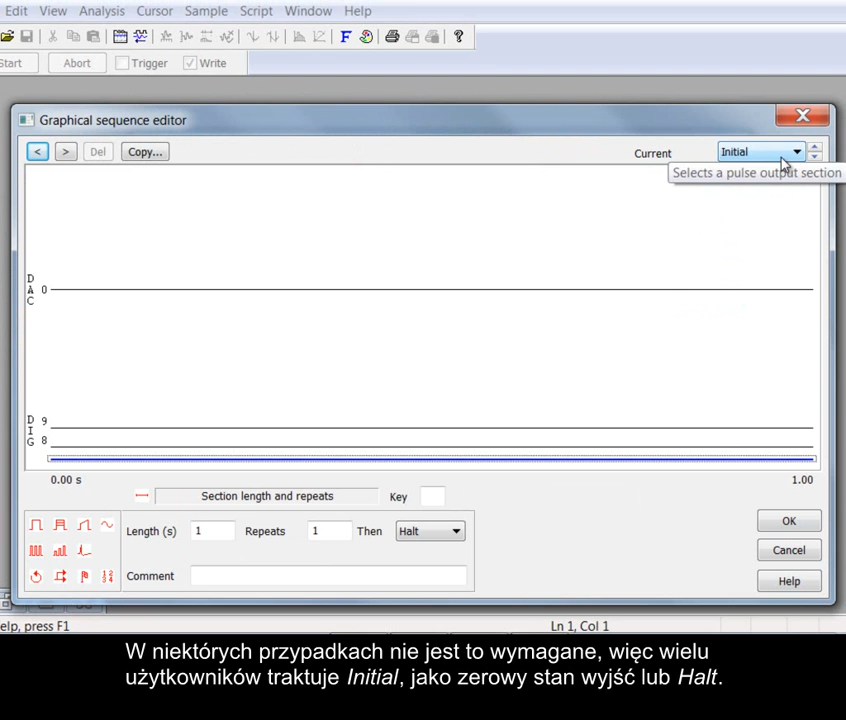 Edit View Analysis Cursor Sample Script Window Help
Start Abort Trigger Write
Graphical sequence editor
< > Del Copy... Current Initial
Selects a pulse output section
DAC 0
DIG 9
8
0.00 s 1.00
Section length and repeats Key
Length (s) 1 Repeats 1 Then Halt
Comment
OK
Cancel
Help
elp, press F1 Ln 1, Col 1
W niektórych przypadkach nie jest to wymagane, więc wielu
użytkowników traktuje Initial, jako zerowy stan wyjść lub Halt.